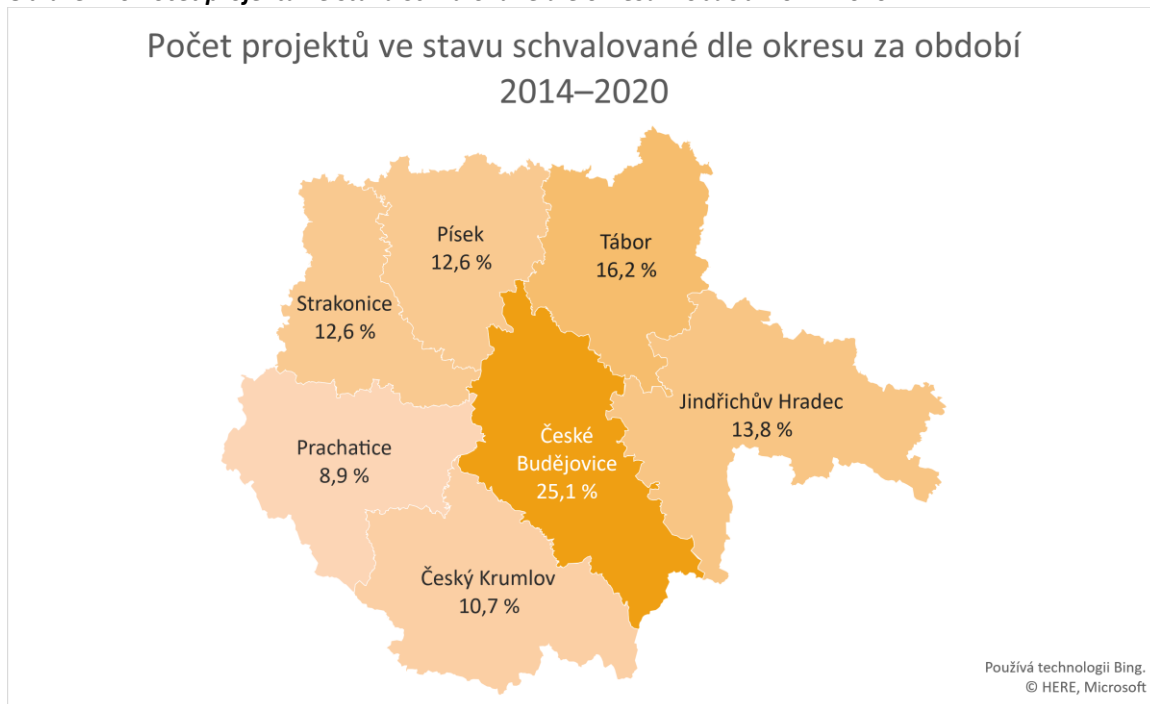 Počet projektů ve stavu schvalované dle okresu za období
2014–2020
Písek
12,6 %
Tábor
16,2 %
Strakonice
12,6 %
Jindřichův Hradec
13,8 %
České
Budějovice
25,1 %
Prachatice
8,9 %
Český Krumlov
10,7 %
Používá technologii Bing.
© HERE, Microsoft